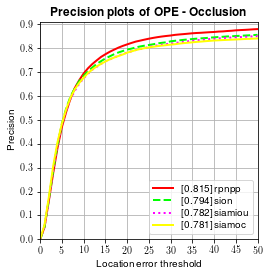 Precision plots of OPE - Occlusion
0.9
0.8
0.7
0.6
0.5
0.4
0.3
0.2
0.1
0.0
Precision
[0.815]rpnpp
[0.794]sion
[0.782]siamiou
[0.781]siamoc
0 5 10 15 20 25 30 35 40 45 50
Location error threshold